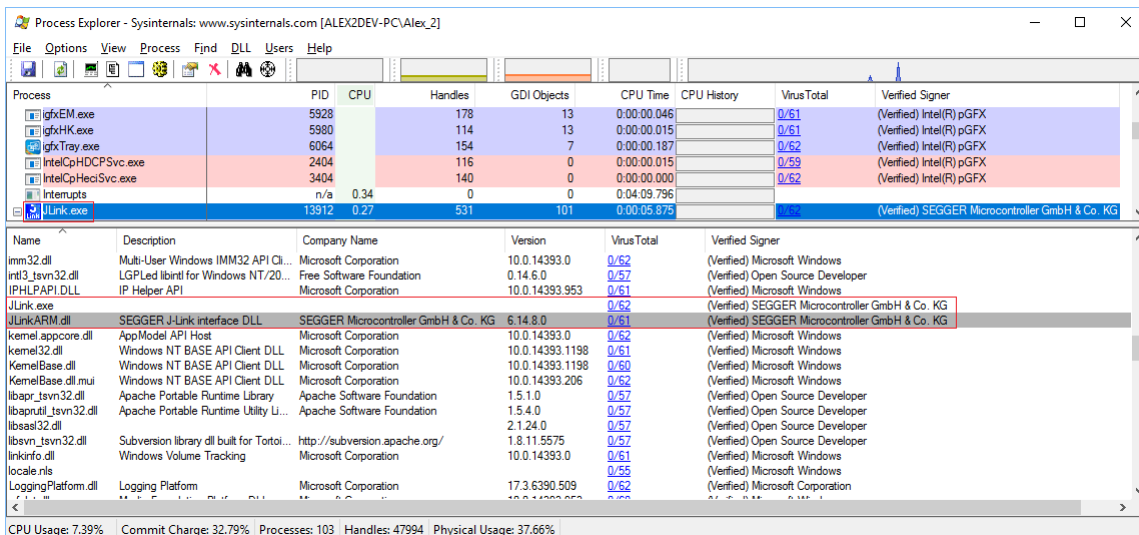 Process Explorer - Sysinternals: www.sysinternals.com [ALEX2DEV-PC\Alex_2]
File Options View Process Find DLL Users Help
Process PID CPU Handles GDI Objects CPU Time CPU History VirusTotal Verified Signer
igfxEM.exe 5928 178 13 0:00:00.046 0/61 (Verified) Intel(R) pGFX
igfxHK.exe 5980 114 13 0:00:00.015 0/61 (Verified) Intel(R) pGFX
igfxTray.exe 6064 154 7 0:00:00.187 0/62 (Verified) Intel(R) pGFX
IntelCpHDCPSvc.exe 2404 116 0 0:00:00.015 0/59 (Verified) Intel(R) pGFX
IntelCpHeciSvc.exe 3404 140 0 0:00:00.000 0/62 (Verified) Intel(R) pGFX
Interrupts n/a 0.34 0 0 0:04:09.796
JLink.exe 13912 0.27 531 101 0:00:05.875 0/62 (Verified) SEGGER Microcontroller GmbH & Co. KG
Name Description Company Name Version VirusTotal Verified Signer
imm32.dll Multi-User Windows IMM32 API Cli... Microsoft Corporation 10.0.14393.0 0/62 (Verified) Microsoft Windows
intl3_tsvn32.dll LGPLed libintl for Windows NT/20... Free Software Foundation 0.14.6.0 0/57 (Verified) Open Source Developer
IPHLPAPI.DLL IP Helper API Microsoft Corporation 10.0.14393.953 0/61 (Verified) Microsoft Windows
JLink.exe 0/62 (Verified) SEGGER Microcontroller GmbH & Co. KG
JLinkARM.dll SEGGER J-Link interface DLL SEGGER Microcontroller GmbH & Co. KG 6.14.8.0 0/61 (Verified) SEGGER Microcontroller GmbH & Co. KG
kernel.appcore.dll AppModel API Host Microsoft Corporation 10.0.14393.0 0/62 (Verified) Microsoft Windows
kernel32.dll Windows NT BASE API Client DLL Microsoft Corporation 10.0.14393.1198 0/61 (Verified) Microsoft Windows
KernelBase.dll Windows NT BASE API Client DLL Microsoft Corporation 10.0.14393.1198 0/60 (Verified) Microsoft Windows
KernelBase.dll.mui Windows NT BASE API Client DLL Microsoft Corporation 10.0.14393.206 0/62 (Verified) Microsoft Windows
libapr_tsvn32.dll Apache Portable Runtime Library Apache Software Foundation 1.5.1.0 0/57 (Verified) Open Source Developer
libaprutil_tsvn32.dll Apache Portable Runtime Utility Li... Apache Software Foundation 1.5.4.0 0/57 (Verified) Open Source Developer
libsasl32.dll 2.1.24.0 0/57 (Verified) Open Source Developer
libsvn_tsvn32.dll Subversion library dll built for Tortoi... http://subversion.apache.org/ 1.8.11.5575 0/57 (Verified) Open Source Developer
linkinfo.dll Windows Volume Tracking Microsoft Corporation 10.0.14393.0 0/61 (Verified) Microsoft Windows
locale.nls 0/55 (Verified) Microsoft Windows
LoggingPlatform.dll Logging Platform Microsoft Corporation 17.3.6390.509 0/62 (Verified) Microsoft Corporation
CPU Usage: 7.39% Commit Charge: 32.79% Processes: 103 Handles: 47994 Physical Usage: 37.66%